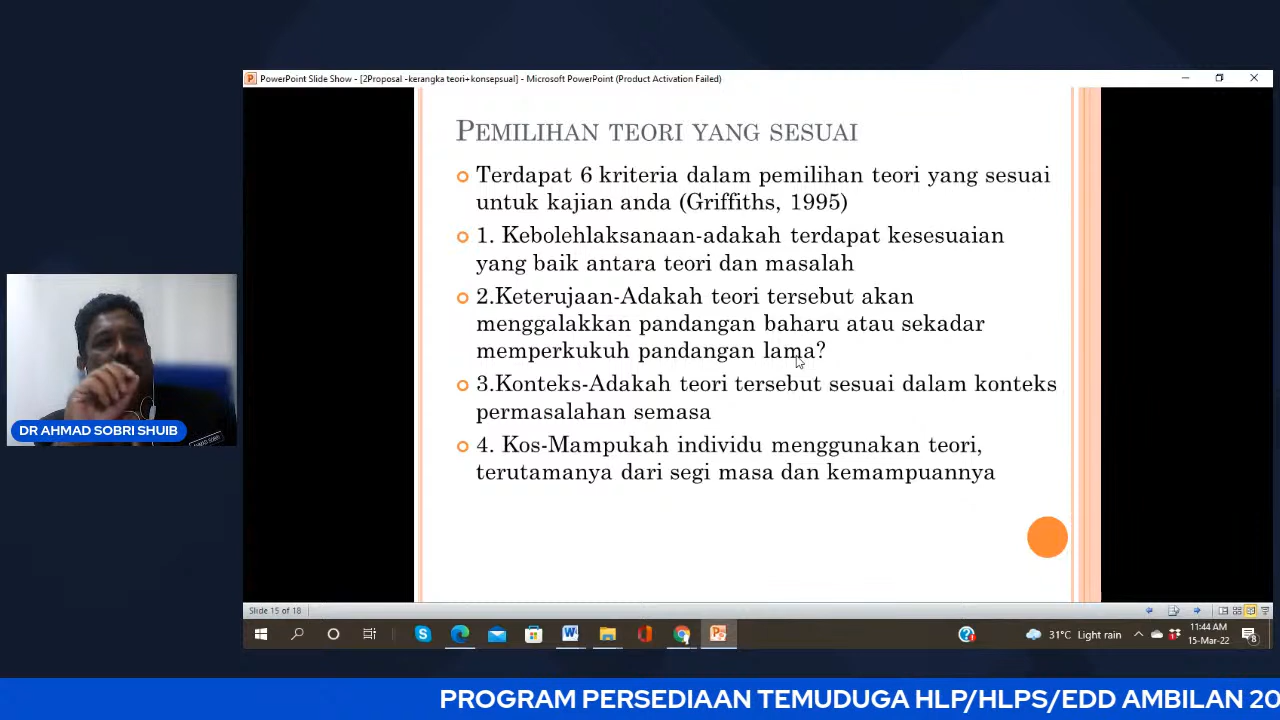 PowerPoint Slide Show - [2Proposal -kerangka teori+konsepsual] - Microsoft PowerPoint (Product Activation Failed)
PEMILIHAN TEORI YANG SESUAI
Terdapat 6 kriteria dalam pemilihan teori yang sesuai
untuk kajian anda (Griffiths, 1995)
1. Kebolehlaksanaan-adakah terdapat kesesuaian
yang baik antara teori dan masalah
2.Keterujaan-Adakah teori tersebut akan
menggalakkan pandangan baharu atau sekadar
memperkukuh pandangan lama?
3.Konteks-Adakah teori tersebut sesuai dalam konteks
permasalahan semasa
4. Kos-Mampukah individu menggunakan teori,
terutamanya dari segi masa dan kemampuannya
DR AHMAD SOBRI SHUIB
Slide 15 of 18
31°C Light rain
11:44 AM
15-Mar-22
8
PROGRAM PERSEDIAAN TEMUDUGA HLP/HLPS/EDD AMBILAN 20